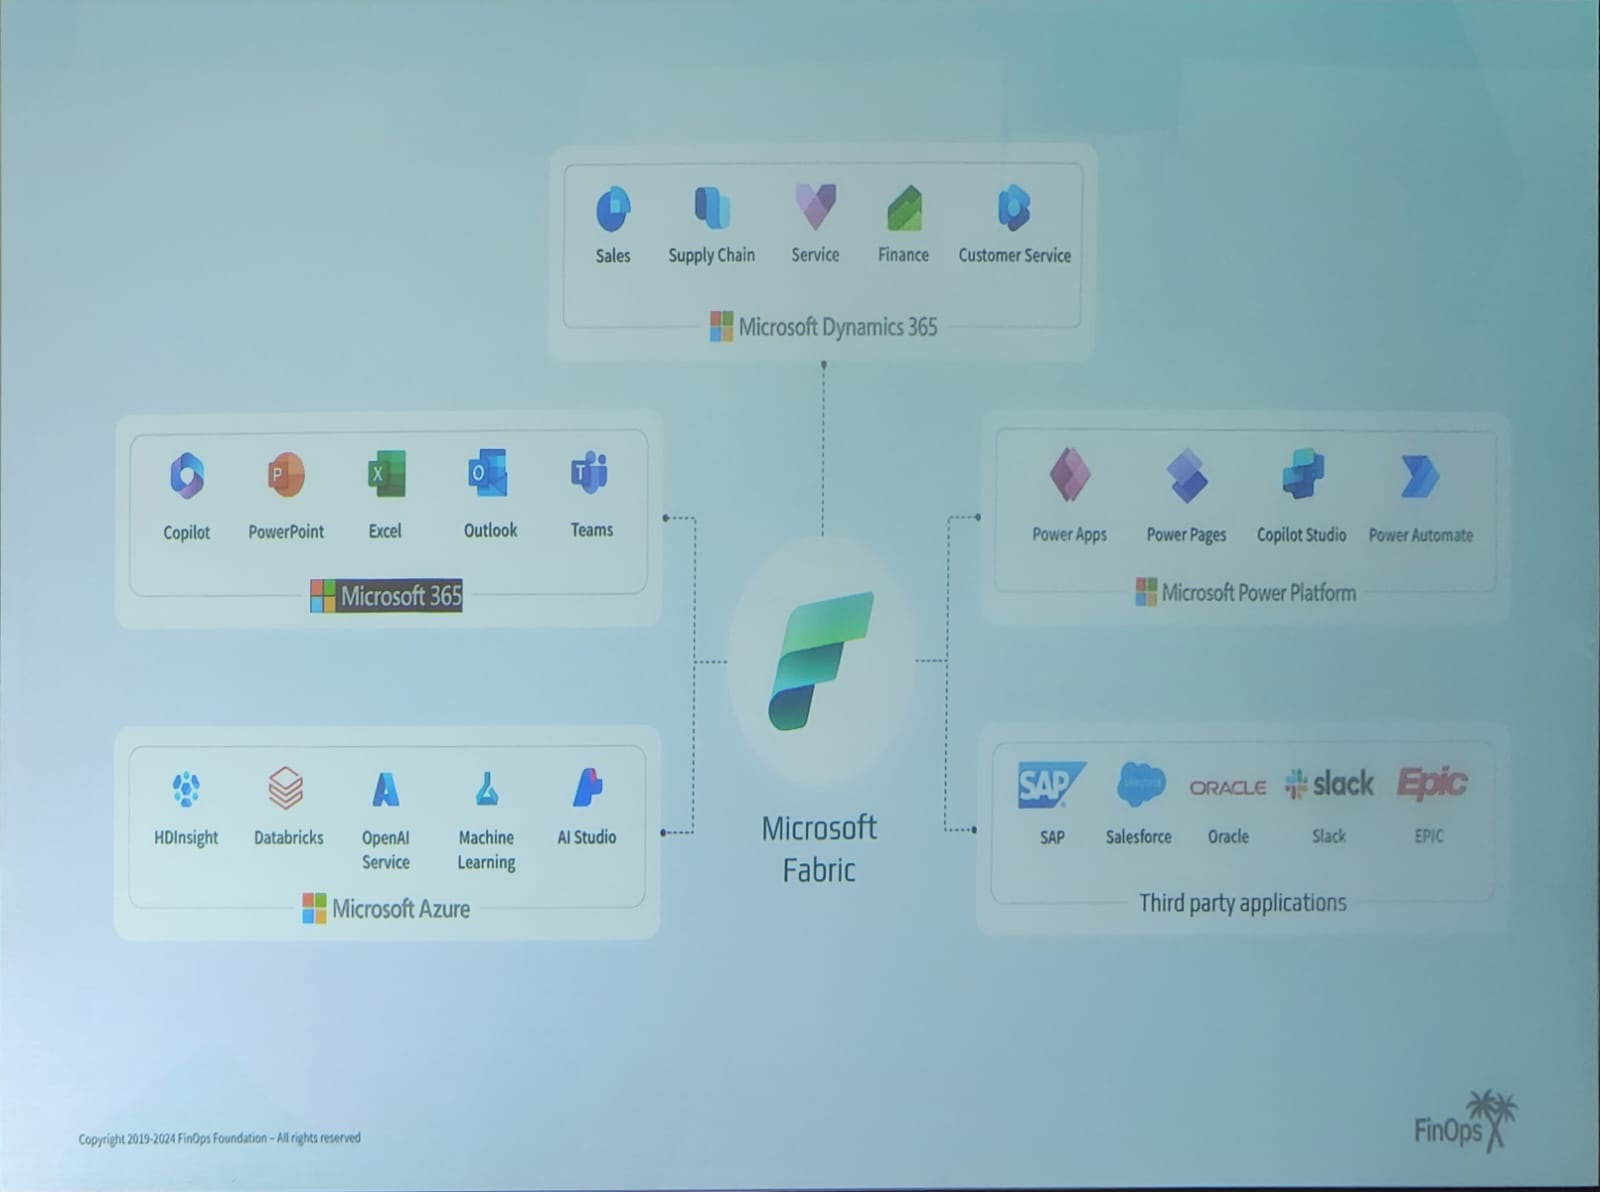 Sales Supply Chain Service Finance Customer Service
Microsoft Dynamics 365
P X O T
Copilot PowerPoint Excel Outlook Teams
Microsoft 365
Power Apps Power Pages Copilot Studio Power Automate
Microsoft Power Platform
HDInsight Databricks OpenAI Service Machine Learning AI Studio
Microsoft Azure
Microsoft
Fabric
SAP salesforce ORACLE slack Epic
SAP Salesforce Oracle Slack EPIC
Third party applications
Copyright 2019-2024 FinOps Foundation – All rights reserved
FinOps X